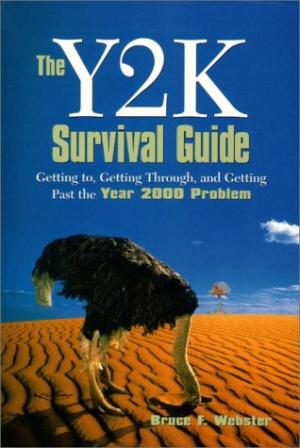 The Y2K
Survival Guide
Getting to, Getting Through, and Getting
Past the Year 2000 Problem
Bruce F. Webster